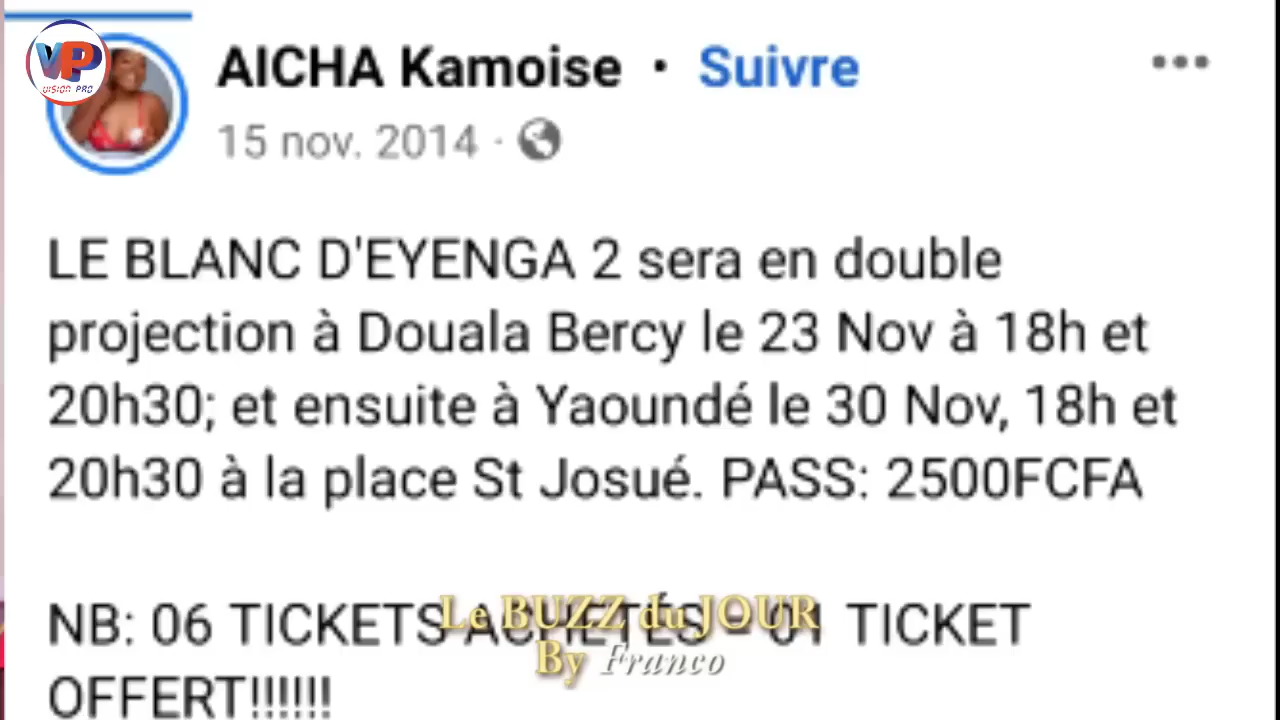 VP
VISION PRO
AICHA Kamoise • Suivre
15 nov. 2014 ·
LE BLANC D'EYENGA 2 sera en double
projection à Douala Bercy le 23 Nov à 18h et
20h30; et ensuite à Yaoundé le 30 Nov, 18h et
20h30 à la place St Josué. PASS: 2500FCFA
NB: 06 TICKETS ACHETÉS = 01 TICKET
OFFERT!!!!!!
Le BUZZ du JOUR
By Franco